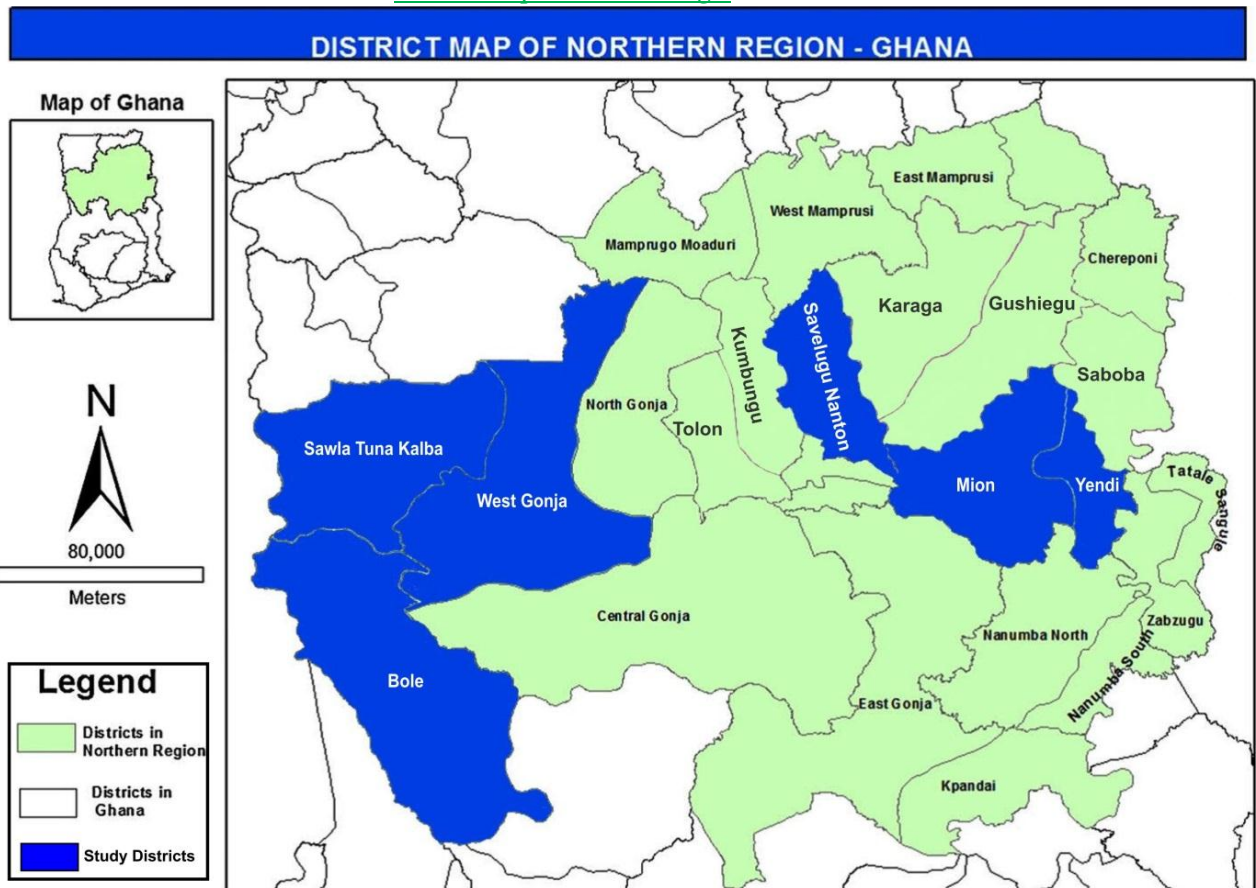 DISTRICT MAP OF NORTHERN REGION - GHANA
Map of Ghana
N
80,000
Meters
Legend
Districts in
Northern Region
Districts in
Ghana
Study Districts
East Mamprusi
West Mamprusi
Mamprugo Moaduri
Chereponi
Karaga
Gushiegu
Savelugu Nanton
Kumbungu
Saboba
North Gonja
Tolon
Sawla Tuna Kalba
West Gonja
Mion
Yendi
Tatale Sangule
Central Gonja
Nanumba North
Zabzugu
Nanumba South
Bole
East Gonja
Kpandai